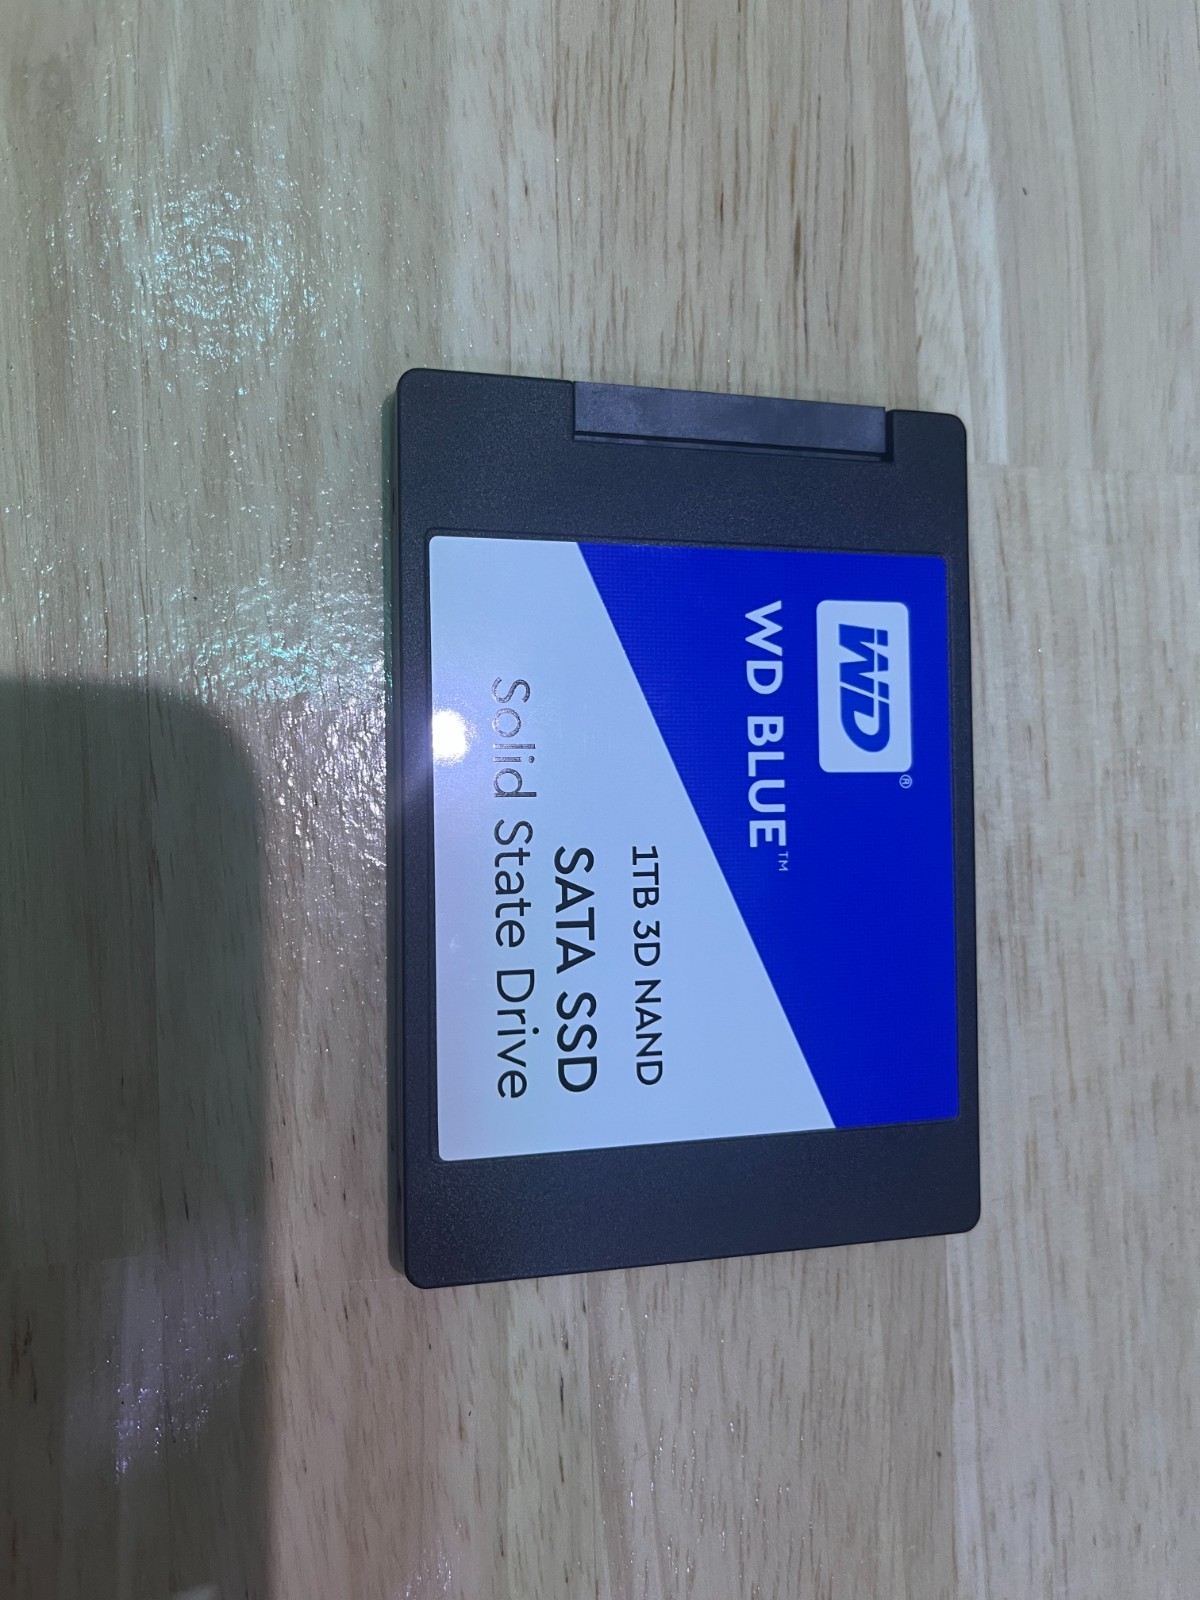 WD®
WD BLUE™
1TB 3D NAND
SATA SSD
Solid State Drive